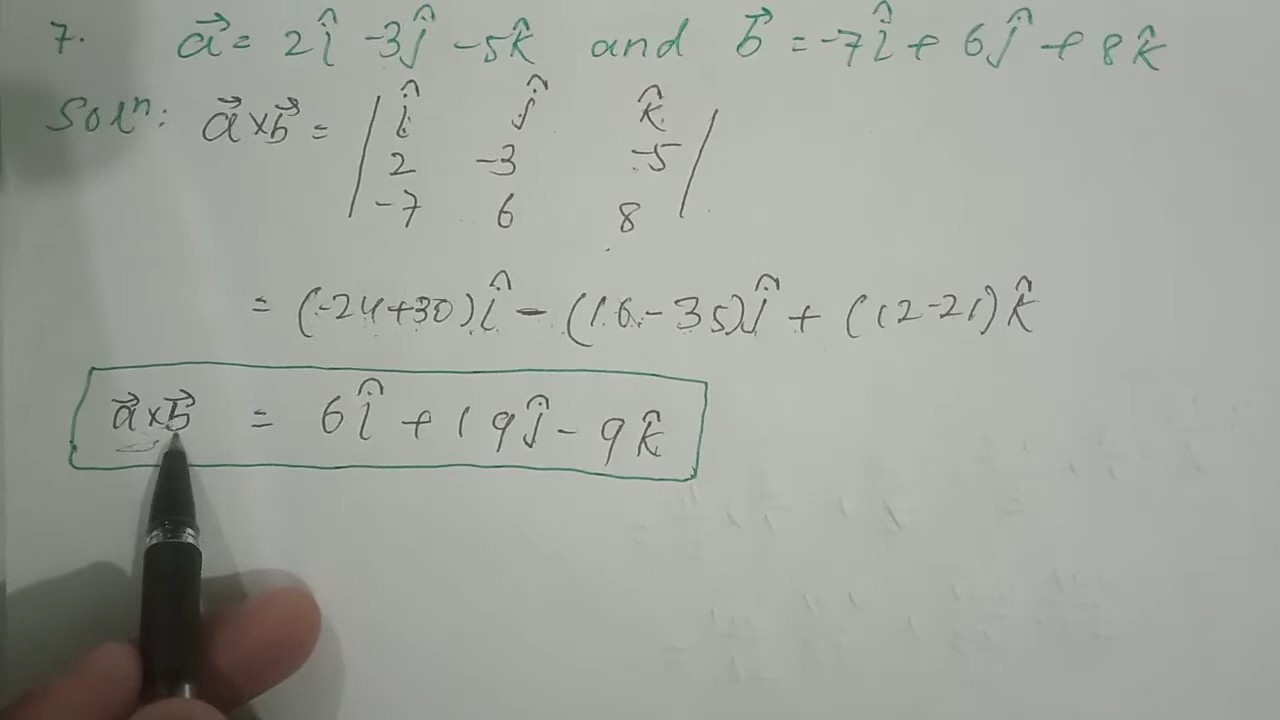 7. a⃗ = 2î -3ĵ -5k̂ and b⃗ = -7î + 6ĵ + 8k̂
Solⁿ: a⃗ × b⃗ = | î ĵ k̂ |
2 -3 -5
-7 6 8
= (-24+30)î - (16-35)ĵ + (12-21)k̂
a⃗ × b⃗ = 6î + 19ĵ - 9k̂